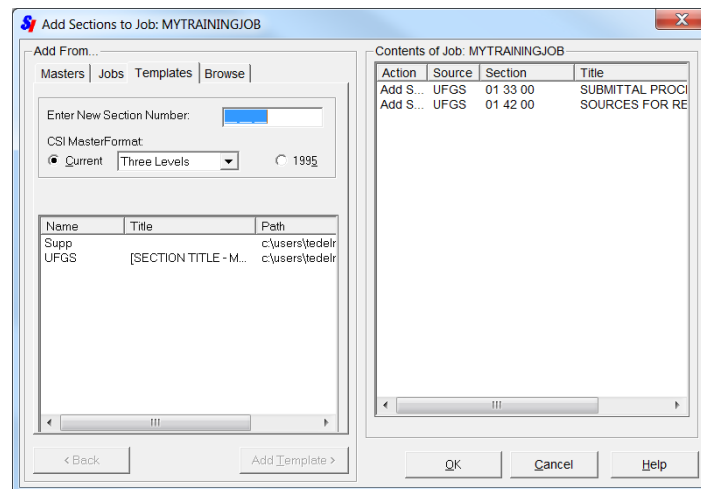 Add Sections to Job: MYTRAININGJOB
Add From...
Masters Jobs Templates Browse
Enter New Section Number:
CSI MasterFormat:
Current Three Levels 1995
Name Title Path
Supp c:\users\tedelr
UFGS [SECTION TITLE - M... c:\users\tedelr
< Back Add Template >
Contents of Job: MYTRAININGJOB
Action Source Section Title
Add S... UFGS 01 33 00 SUBMITTAL PROCI
Add S... UFGS 01 42 00 SOURCES FOR RE
OK Cancel Help